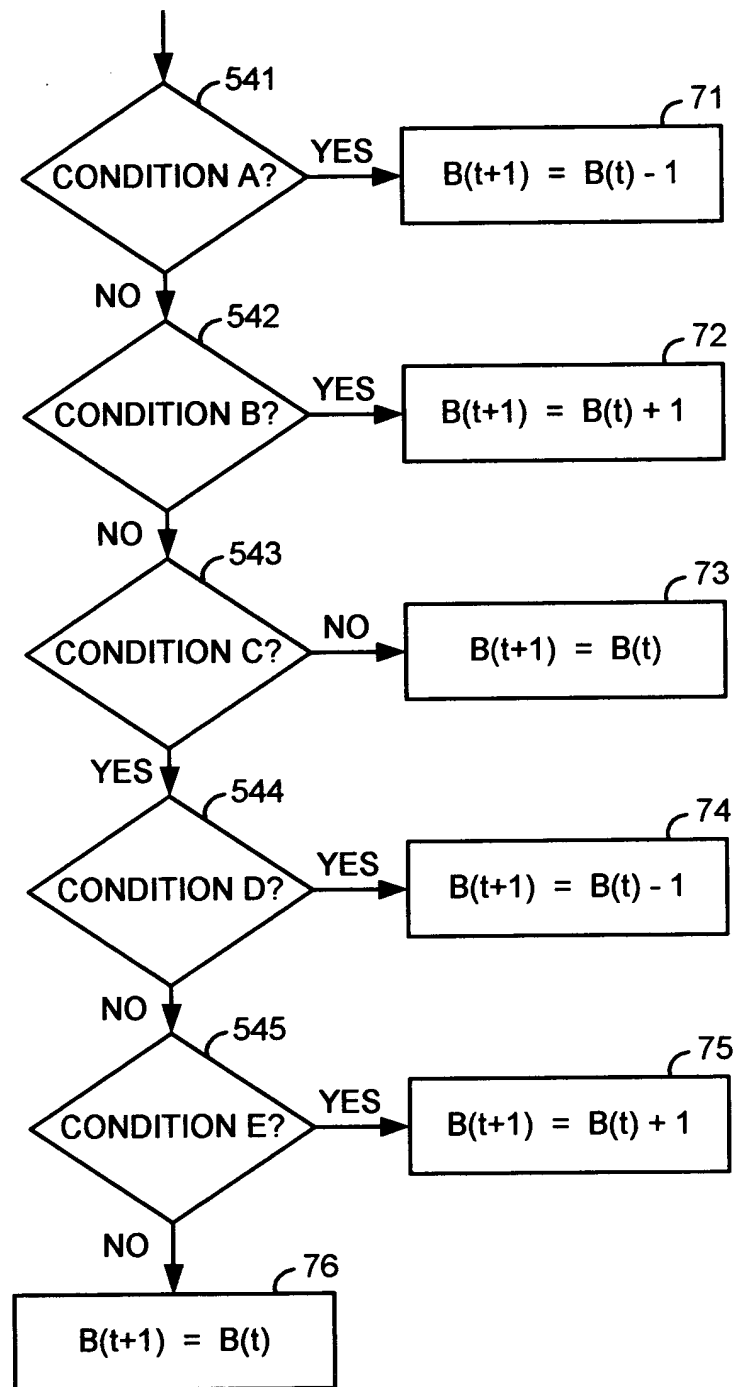 541
CONDITION A?
YES
71
B(t+1) = B(t) - 1
NO
542
CONDITION B?
YES
72
B(t+1) = B(t) + 1
NO
543
CONDITION C?
NO
73
B(t+1) = B(t)
YES
544
CONDITION D?
YES
74
B(t+1) = B(t) - 1
NO
545
CONDITION E?
YES
75
B(t+1) = B(t) + 1
NO
76
B(t+1) = B(t)